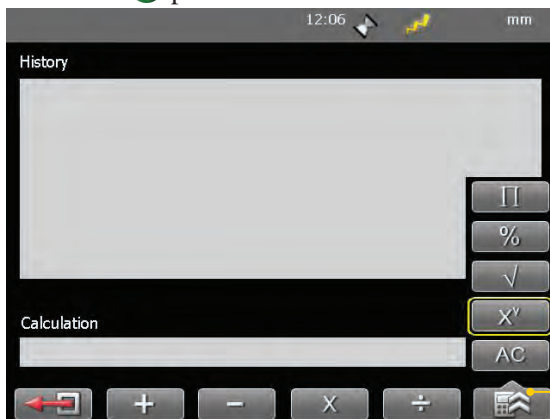 12:06 mm
History
Π
%
√
Xʸ
Calculation
AC
+ − X ÷